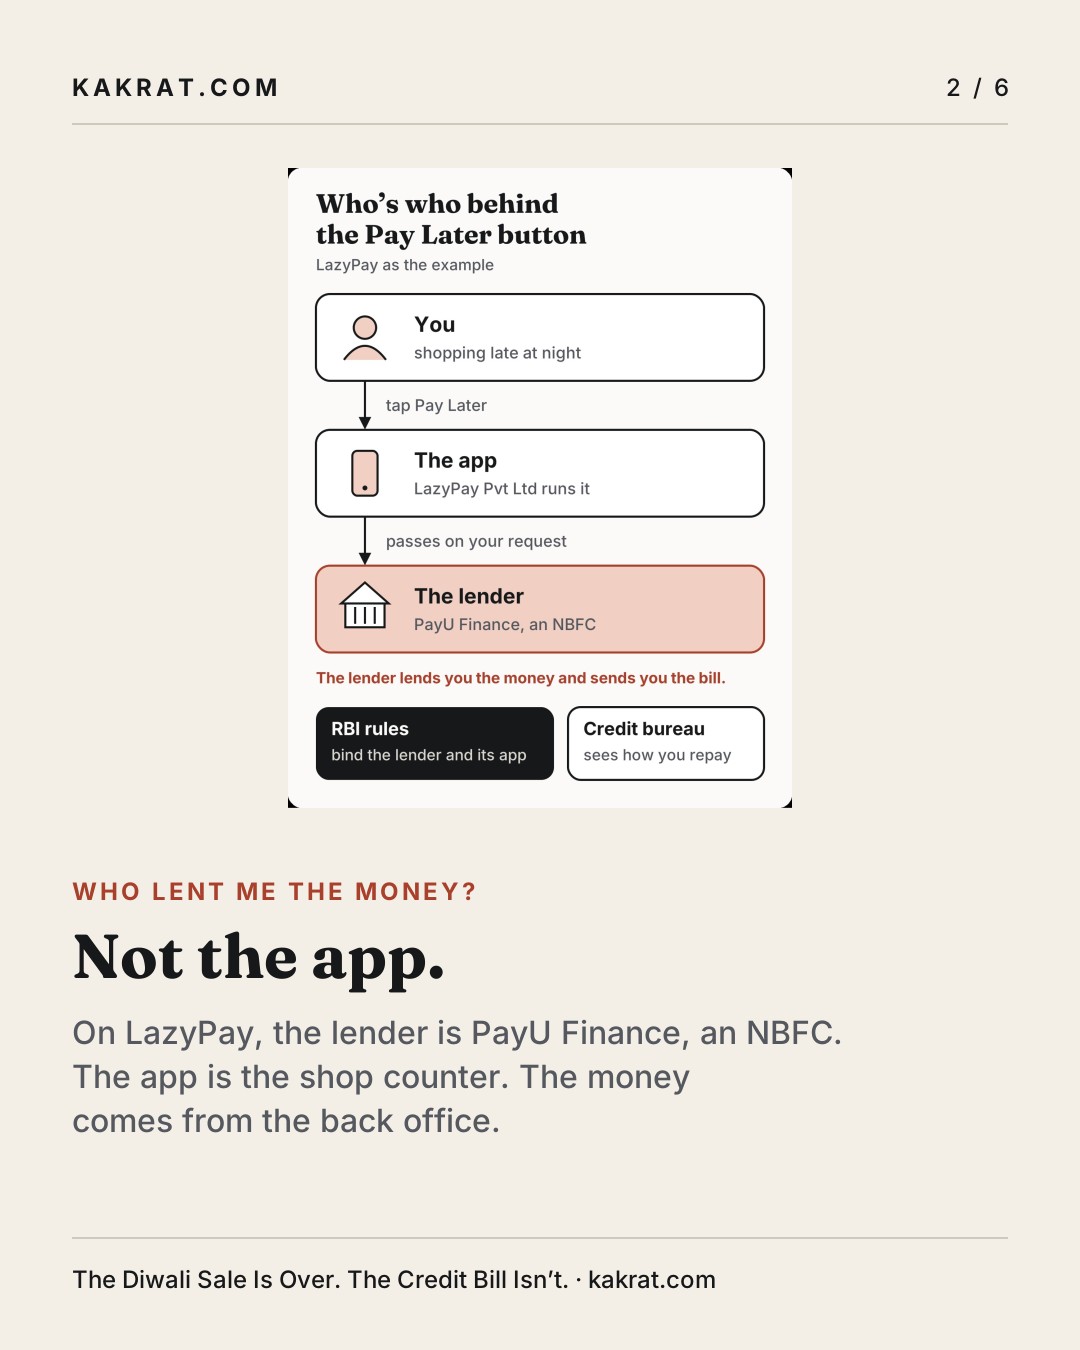 KAKRAT.COM
2 / 6
Who’s who behind
the Pay Later button
LazyPay as the example
You
shopping late at night
tap Pay Later
The app
LazyPay Pvt Ltd runs it
passes on your request
The lender
PayU Finance, an NBFC
The lender lends you the money and sends you the bill.
RBI rules
bind the lender and its app
Credit bureau
sees how you repay
WHO LENT ME THE MONEY?
Not the app.
On LazyPay, the lender is PayU Finance, an NBFC.
The app is the shop counter. The money
comes from the back office.
The Diwali Sale Is Over. The Credit Bill Isn’t. · kakrat.com